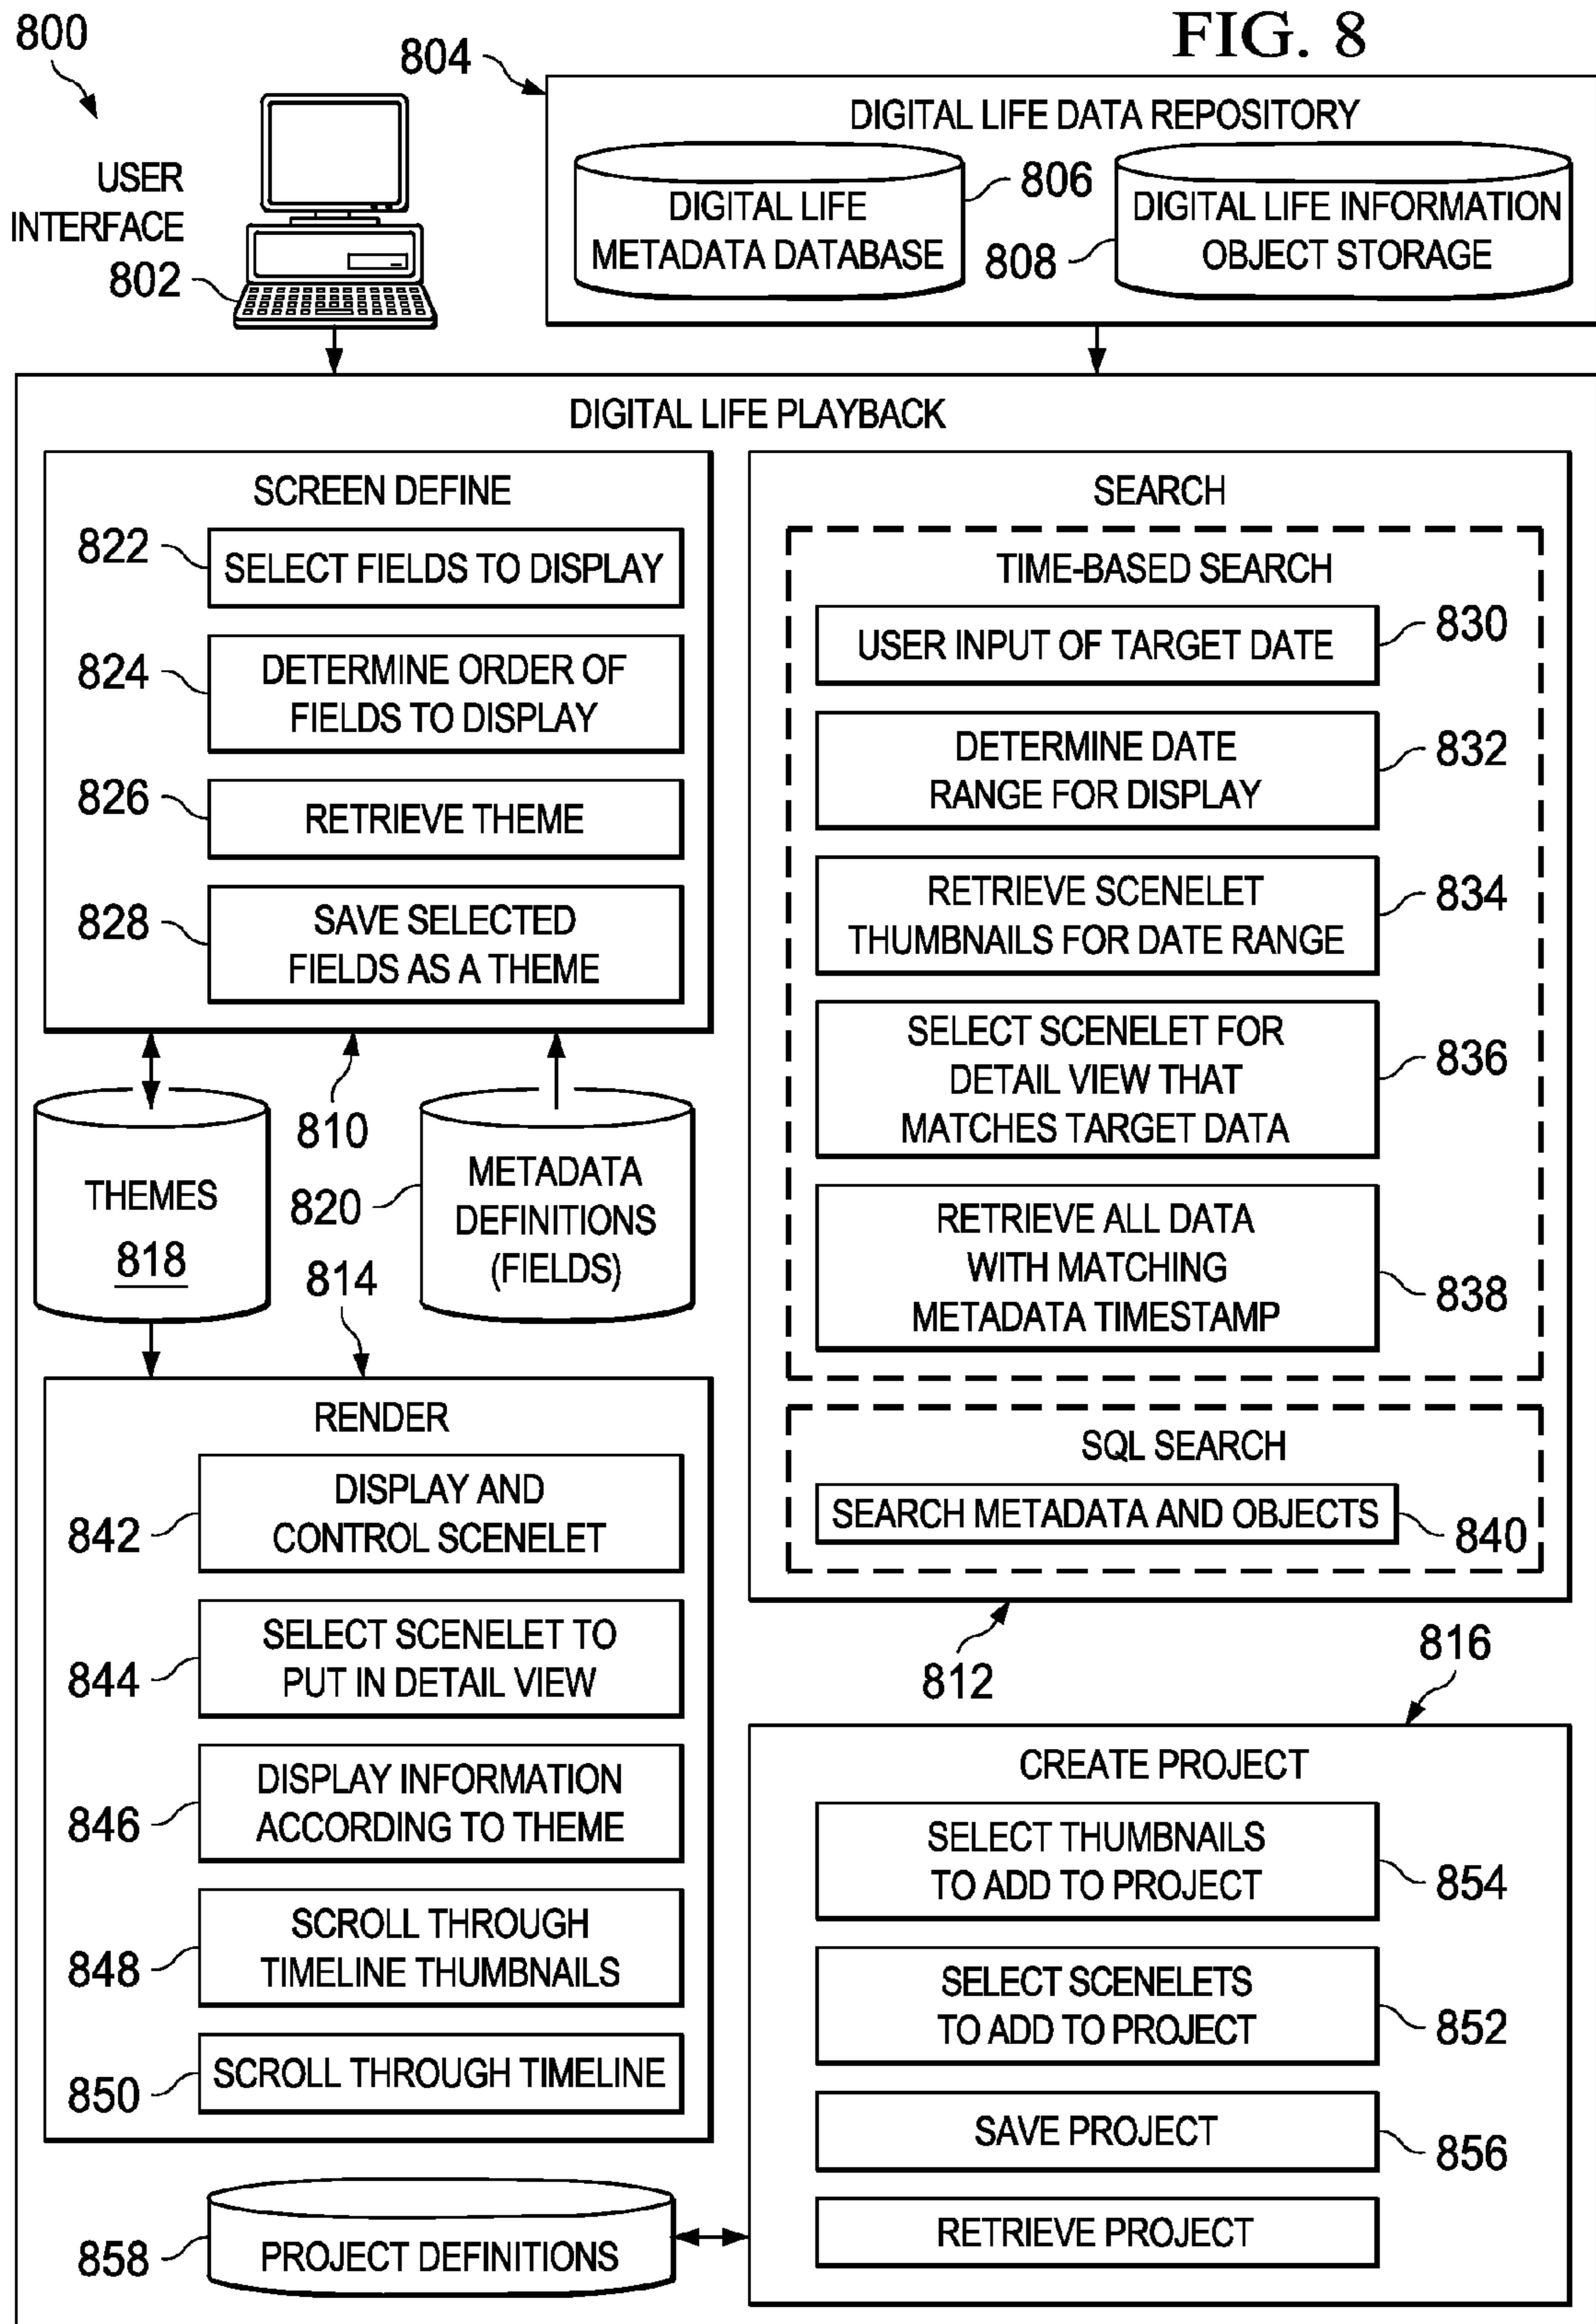 FIG. 8
800
804
USER
INTERFACE
802
DIGITAL LIFE DATA REPOSITORY
DIGITAL LIFE
METADATA DATABASE
806
808
DIGITAL LIFE INFORMATION
OBJECT STORAGE
DIGITAL LIFE PLAYBACK
SCREEN DEFINE
822
SELECT FIELDS TO DISPLAY
824
DETERMINE ORDER OF
FIELDS TO DISPLAY
826
RETRIEVE THEME
828
SAVE SELECTED
FIELDS AS A THEME
810
THEMES
818
820
METADATA
DEFINITIONS
(FIELDS)
814
RENDER
842
DISPLAY AND
CONTROL SCENELET
844
SELECT SCENELET TO
PUT IN DETAIL VIEW
846
DISPLAY INFORMATION
ACCORDING TO THEME
848
SCROLL THROUGH
TIMELINE THUMBNAILS
850
SCROLL THROUGH TIMELINE
858
PROJECT DEFINITIONS
SEARCH
TIME-BASED SEARCH
USER INPUT OF TARGET DATE
830
DETERMINE DATE
RANGE FOR DISPLAY
832
RETRIEVE SCENELET
THUMBNAILS FOR DATE RANGE
834
SELECT SCENELET FOR
DETAIL VIEW THAT
MATCHES TARGET DATA
836
RETRIEVE ALL DATA
WITH MATCHING
METADATA TIMESTAMP
838
SQL SEARCH
SEARCH METADATA AND OBJECTS
840
812
816
CREATE PROJECT
SELECT THUMBNAILS
TO ADD TO PROJECT
854
SELECT SCENELETS
TO ADD TO PROJECT
852
SAVE PROJECT
856
RETRIEVE PROJECT